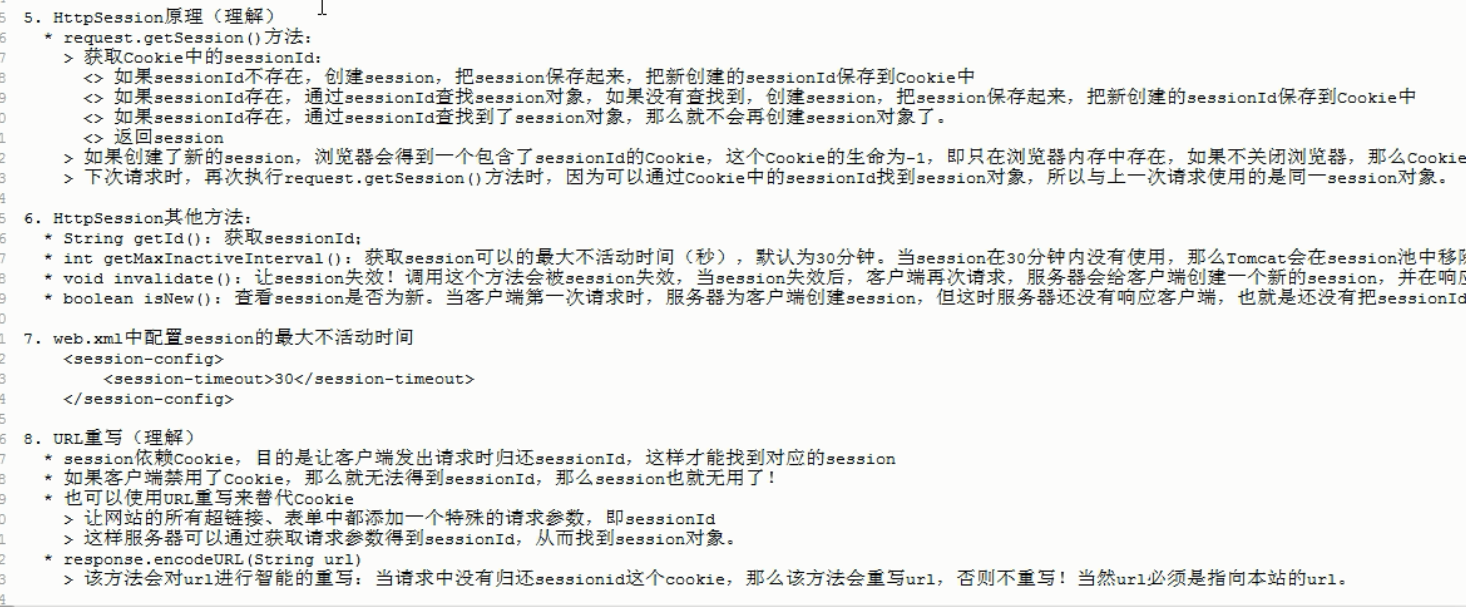 5. HttpSession原理（理解）
* request.getSession()方法：
> 获取Cookie中的sessionId：
<> 如果sessionId不存在，创建session，把session保存起来，把新创建的sessionId保存到Cookie中
<> 如果sessionId存在，通过sessionId查找session对象，如果没有查找到，创建session，把session保存起来，把新创建的sessionId保存到Cookie中
<> 如果sessionId存在，通过sessionId查找到了session对象，那么就不会再创建session对象了。
<> 返回session
> 如果创建了新的session，浏览器会得到一个包含了sessionId的Cookie，这个Cookie的生命为-1，即只在浏览器内存中存在，如果不关闭浏览器，那么Cookie
> 下次请求时，再次执行request.getSession()方法时，因为可以通过Cookie中的sessionId找到session对象，所以与上一次请求使用的是同一session对象。
6. HttpSession其他方法：
* String getId()：获取sessionId；
* int getMaxInactiveInterval()：获取session可以的最大不活动时间（秒），默认为30分钟。当session在30分钟内没有使用，那么Tomcat会在session池中移除
* void invalidate()：让session失效！调用这个方法会被session失效，当session失效后，客户端再次请求，服务器会给客户端创建一个新的session，并在响应
* boolean isNew()：查看session是否为新。当客户端第一次请求时，服务器为客户端创建session，但这时服务器还没有响应客户端，也就是还没有把sessionId
7. web.xml中配置session的最大不活动时间
<session-config>
<session-timeout>30</session-timeout>
</session-config>
8. URL重写（理解）
* session依赖Cookie，目的是让客户端发出请求时归还sessionId，这样才能找到对应的session
* 如果客户端禁用了Cookie，那么就无法得到sessionId，那么session也就无用了！
* 也可以使用URL重写来替代Cookie
> 让网站的所有超链接、表单中都添加一个特殊的请求参数，即sessionId
> 这样服务器可以通过获取请求参数得到sessionId，从而找到session对象。
* response.encodeURL(String url)
> 该方法会对url进行智能的重写：当请求中没有归还sessionid这个cookie，那么该方法会重写url，否则不重写！当然url必须是指向本站的url。